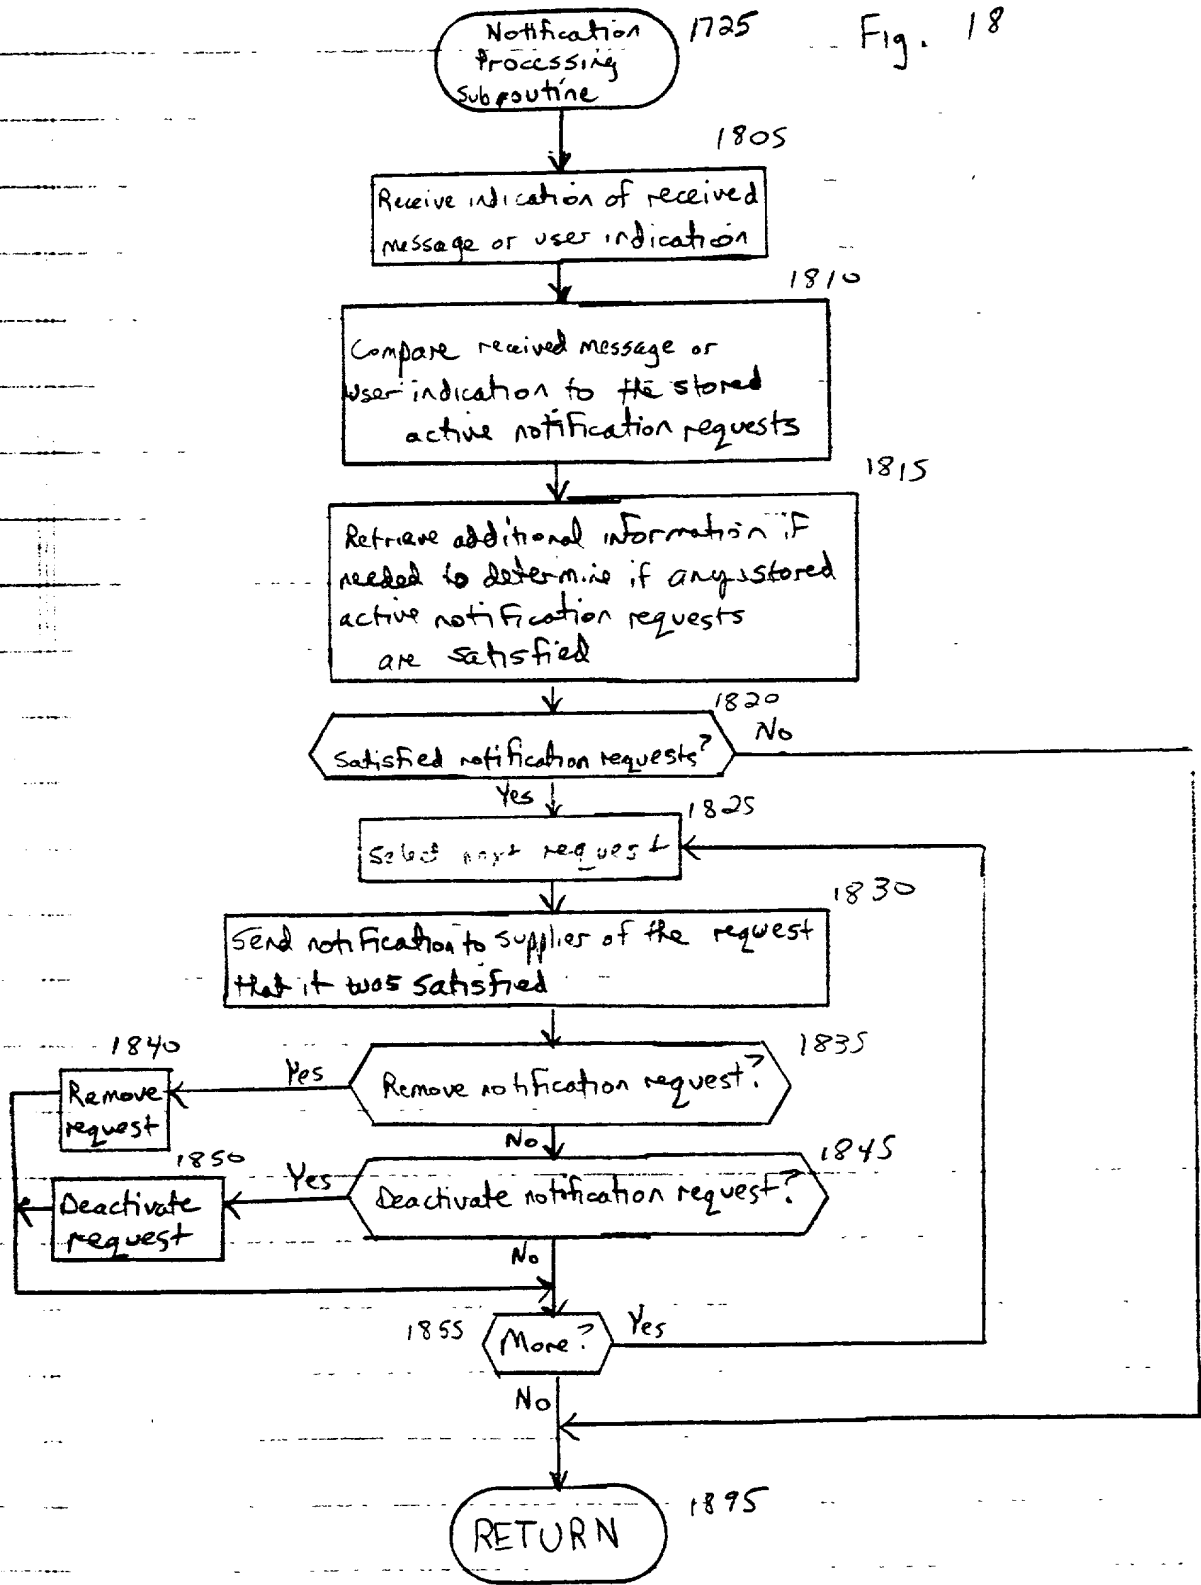 Notification
Processing
Subroutine
1725
Fig. 18
1805
Receive indication of received
message or user indication
1810
Compare received message or
user indication to the stored
active notification requests
1815
Retrieve additional information if
needed to determine if any stored
active notification requests
are satisfied
1820
Satisfied notification requests?
No
Yes
1825
Select next request
1830
Send notification to supplier of the request
that it was satisfied
1835
Remove notification request?
Yes
1840
Remove
request
No
1845
Deactivate notification request?
Yes
1850
Deactivate
request
No
1855
More?
Yes
No
1895
RETURN